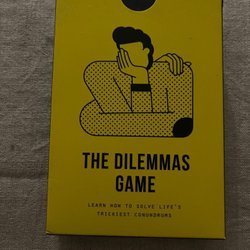 THE DILEMMAS
GAME
LEARN HOW TO SOLVE LIFE'S
TRICKIEST CONUNDRUMS